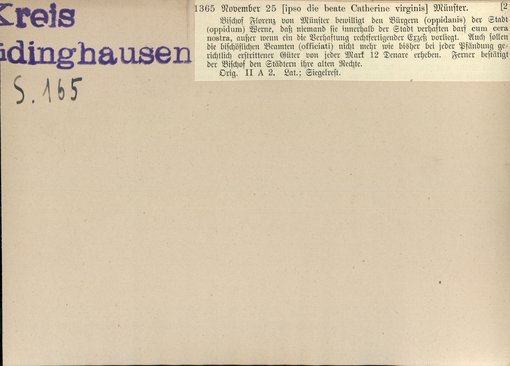 Kreis
üdinghausen
S. 165
1365 November 25 [ipso die beate Catherine virginis] Münster. [2
Bischof Florenz von Münster bewilligt den Bürgern (oppidanis) der Stadt
(oppidum) Werne, daß niemand sie innerhalb der Stadt verhaften darf cum cera
nostra, außer wenn ein die Verhaftung rechtfertigender Exzeß vorliegt. Auch sollen
die bischöflichen Beamten (officiati) nicht mehr wie bisher bei jeder Pfändung ge-
richtlich erstrittener Güter von jeder Mark 12 Denare erheben. Ferner bestätigt
der Bischof den Städtern ihre alten Rechte.
Orig. II A 2. Lat.; Siegelrest.